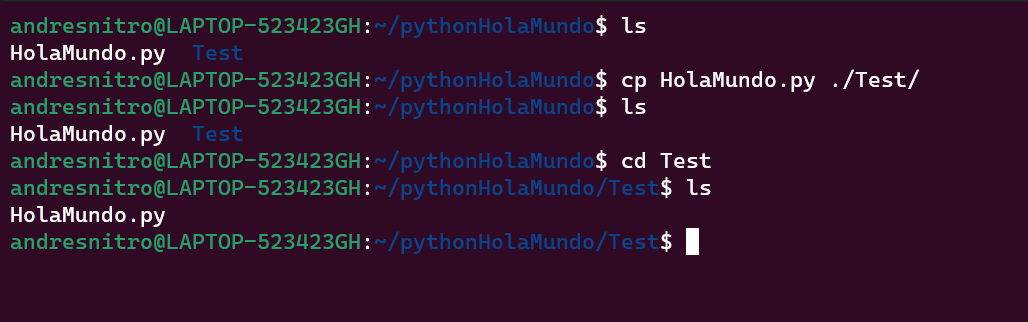 andresnitro@LAPTOP-523423GH:~/pythonHolaMundo$ ls
HolaMundo.py  Test
andresnitro@LAPTOP-523423GH:~/pythonHolaMundo$ cp HolaMundo.py ./Test/
andresnitro@LAPTOP-523423GH:~/pythonHolaMundo$ ls
HolaMundo.py  Test
andresnitro@LAPTOP-523423GH:~/pythonHolaMundo$ cd Test
andresnitro@LAPTOP-523423GH:~/pythonHolaMundo/Test$ ls
HolaMundo.py
andresnitro@LAPTOP-523423GH:~/pythonHolaMundo/Test$